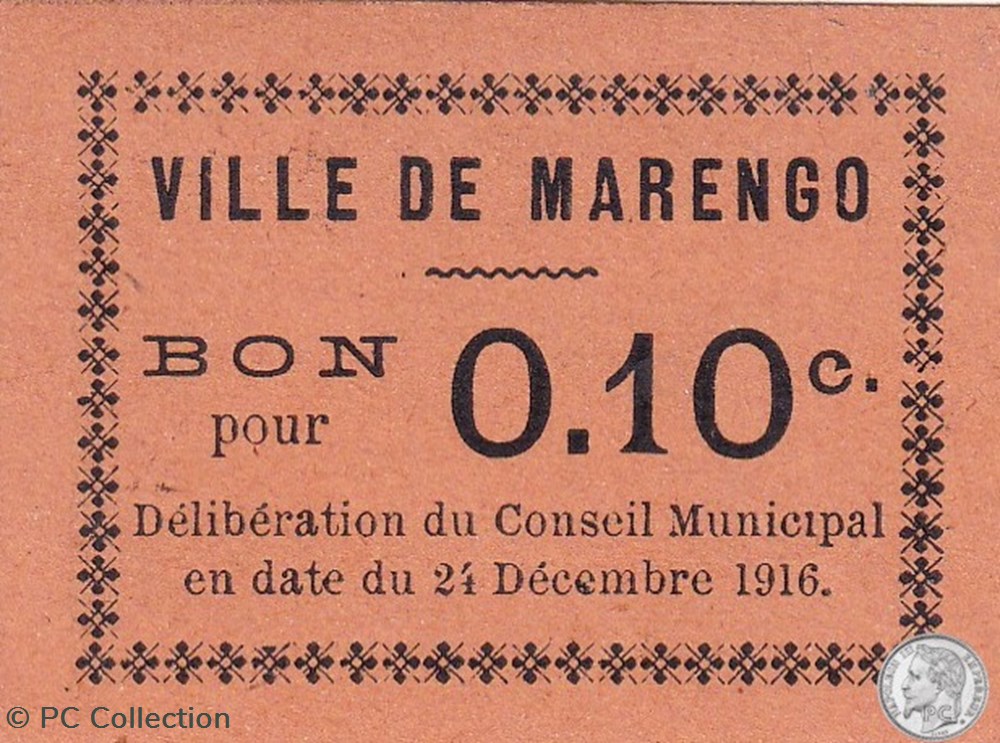 VILLE DE MARENGO
BON pour 0.10c.
Délibération du Conseil Municipal
en date du 24 Décembre 1916.
© PC Collection
PC